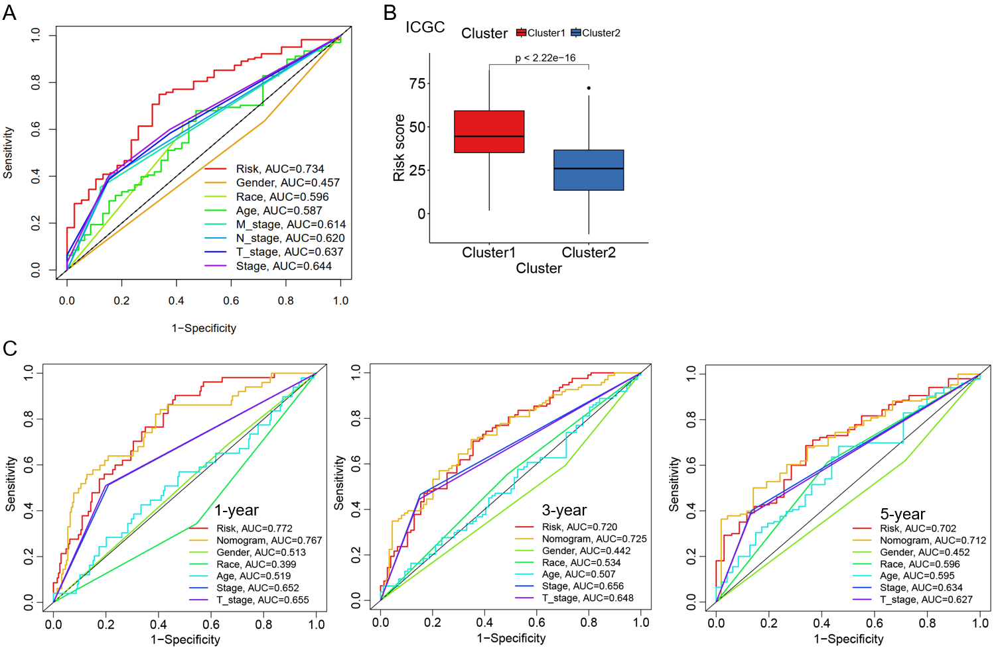 A
1.0
0.8
0.6
0.4
0.2
0.0
Sensitivity
Risk, AUC=0.734
Gender, AUC=0.457
Race, AUC=0.596
Age, AUC=0.587
M_stage, AUC=0.614
N_stage, AUC=0.620
T_stage, AUC=0.637
Stage, AUC=0.644
0.0 0.2 0.4 0.6 0.8 1.0
1−Specificity
B
ICGC
Cluster Cluster1 Cluster2
p < 2.22e−16
75
50
25
0
Risk score
Cluster1 Cluster2
Cluster
C
1.0
0.8
0.6
0.4
0.2
0.0
Sensitivity
1-year
Risk, AUC=0.772
Nomogram, AUC=0.767
Gender, AUC=0.513
Race, AUC=0.399
Age, AUC=0.519
Stage, AUC=0.652
T_stage, AUC=0.655
0.0 0.2 0.4 0.6 0.8 1.0
1−Specificity
1.0
0.8
0.6
0.4
0.2
0.0
Sensitivity
3-year
Risk, AUC=0.720
Nomogram, AUC=0.725
Gender, AUC=0.442
Race, AUC=0.534
Age, AUC=0.507
Stage, AUC=0.656
T_stage, AUC=0.648
0.0 0.2 0.4 0.6 0.8 1.0
1−Specificity
1.0
0.8
0.6
0.4
0.2
0.0
Sensitivity
5-year
Risk, AUC=0.702
Nomogram, AUC=0.712
Gender, AUC=0.452
Race, AUC=0.596
Age, AUC=0.595
Stage, AUC=0.634
T_stage, AUC=0.627
0.0 0.2 0.4 0.6 0.8 1.0
1−Specificity